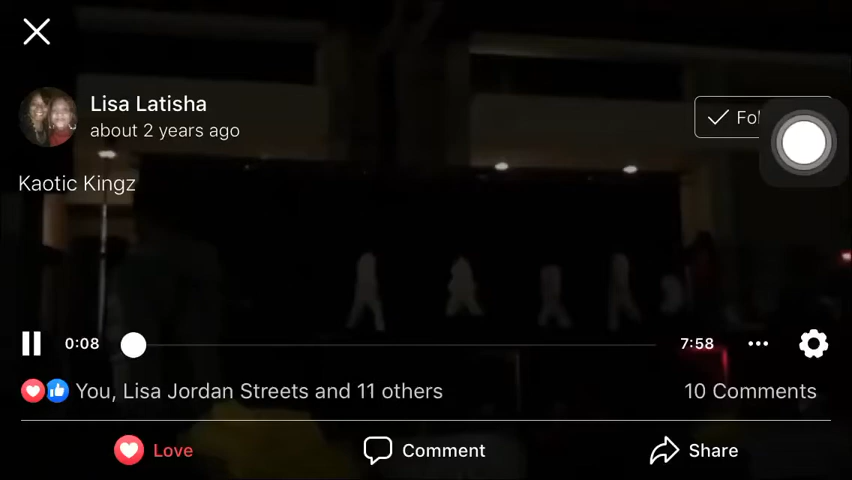 Lisa Latisha
about 2 years ago
Kaotic Kingz
0:08
7:58
You, Lisa Jordan Streets and 11 others
10 Comments
Love
Comment
Share